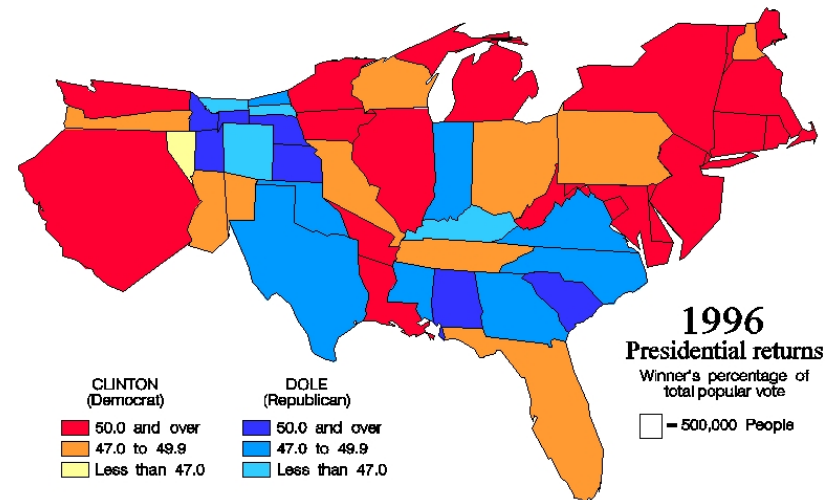 1996
Presidential returns
Winner's percentage of
total popular vote
= 500,000 People
CLINTON
(Democrat)
50.0 and over
47.0 to 49.9
Less than 47.0
DOLE
(Republican)
50.0 and over
47.0 to 49.9
Less than 47.0